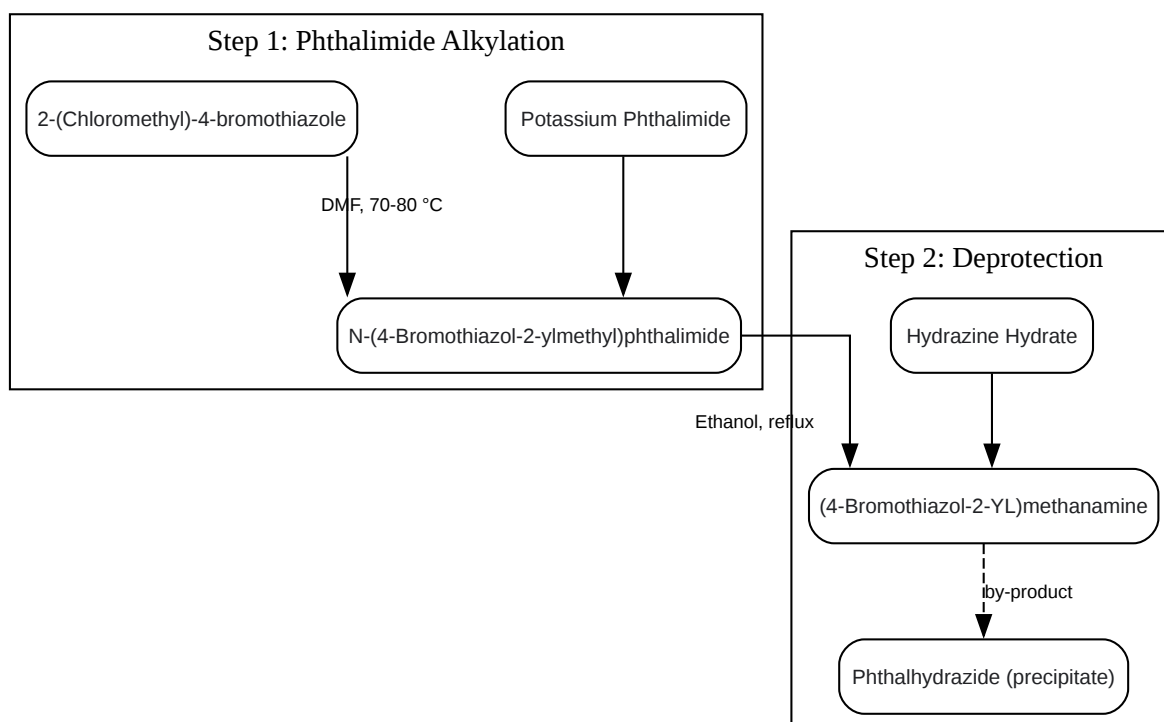 Step 1: Phthalimide Alkylation
2-(Chloromethyl)-4-bromothiazole
Potassium Phthalimide
DMF, 70-80 °C
N-(4-Bromothiazol-2-ylmethyl)phthalimide
Step 2: Deprotection
Hydrazine Hydrate
Ethanol, reflux
(4-Bromothiazol-2-YL)methanamine
by-product
Phthalhydrazide (precipitate)